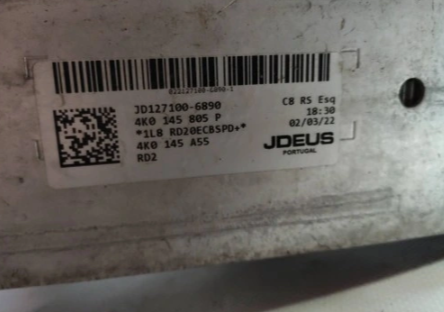 JD127100-6890
4K0 145 805 P
*1L8 RD20ECBSPD+*
4K0 145 A55
RD2
C8 RS Esq
18:30
02/03/22
JDEUS
PORTUGAL